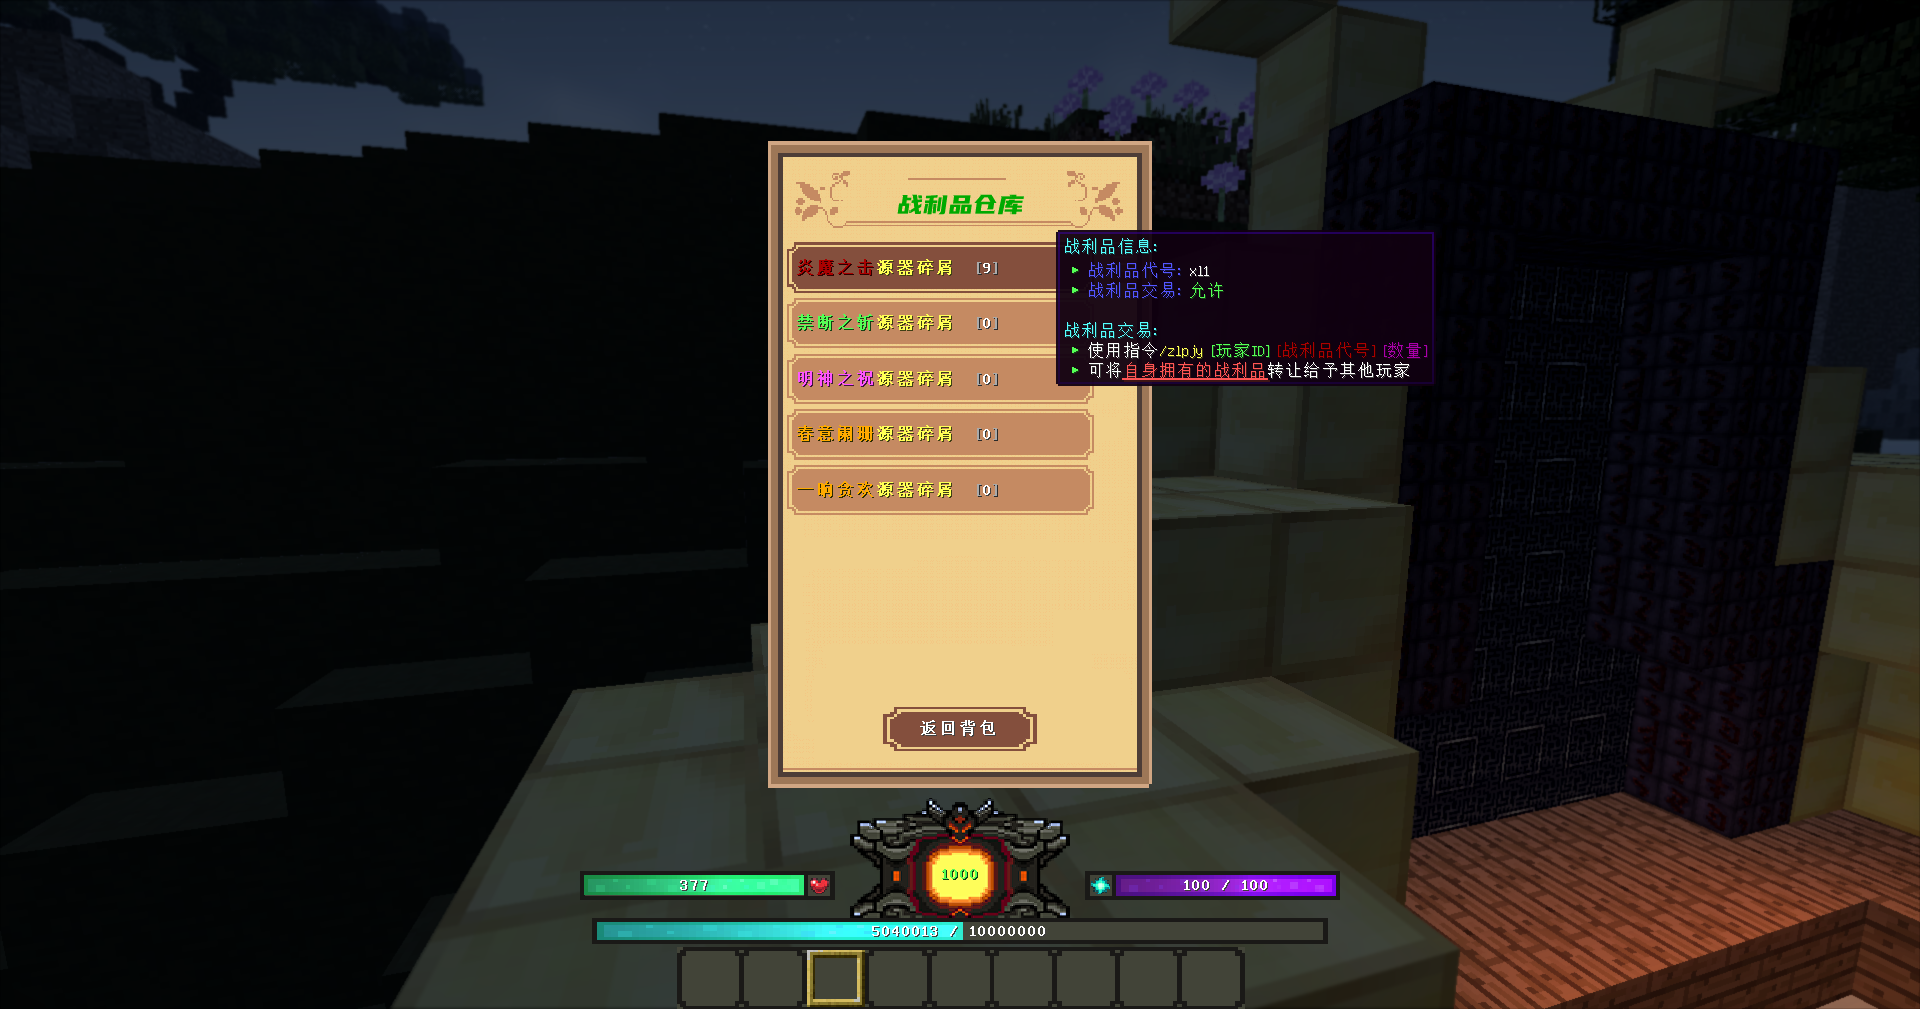 战利品仓库
炎魔之击源器碎屑 [9]
禁断之斩源器碎屑 [0]
明神之祝源器碎屑 [0]
春意阑珊源器碎屑 [0]
一晌贪欢源器碎屑 [0]
返回背包
战利品信息:
战利品代号: xl1
战利品交易: 允许
战利品交易:
使用指令/zlpjy [玩家ID] [战利品代号] [数量]
可将自身拥有的战利品转让给予其他玩家
1000
377
100 / 100
5040013 / 10000000